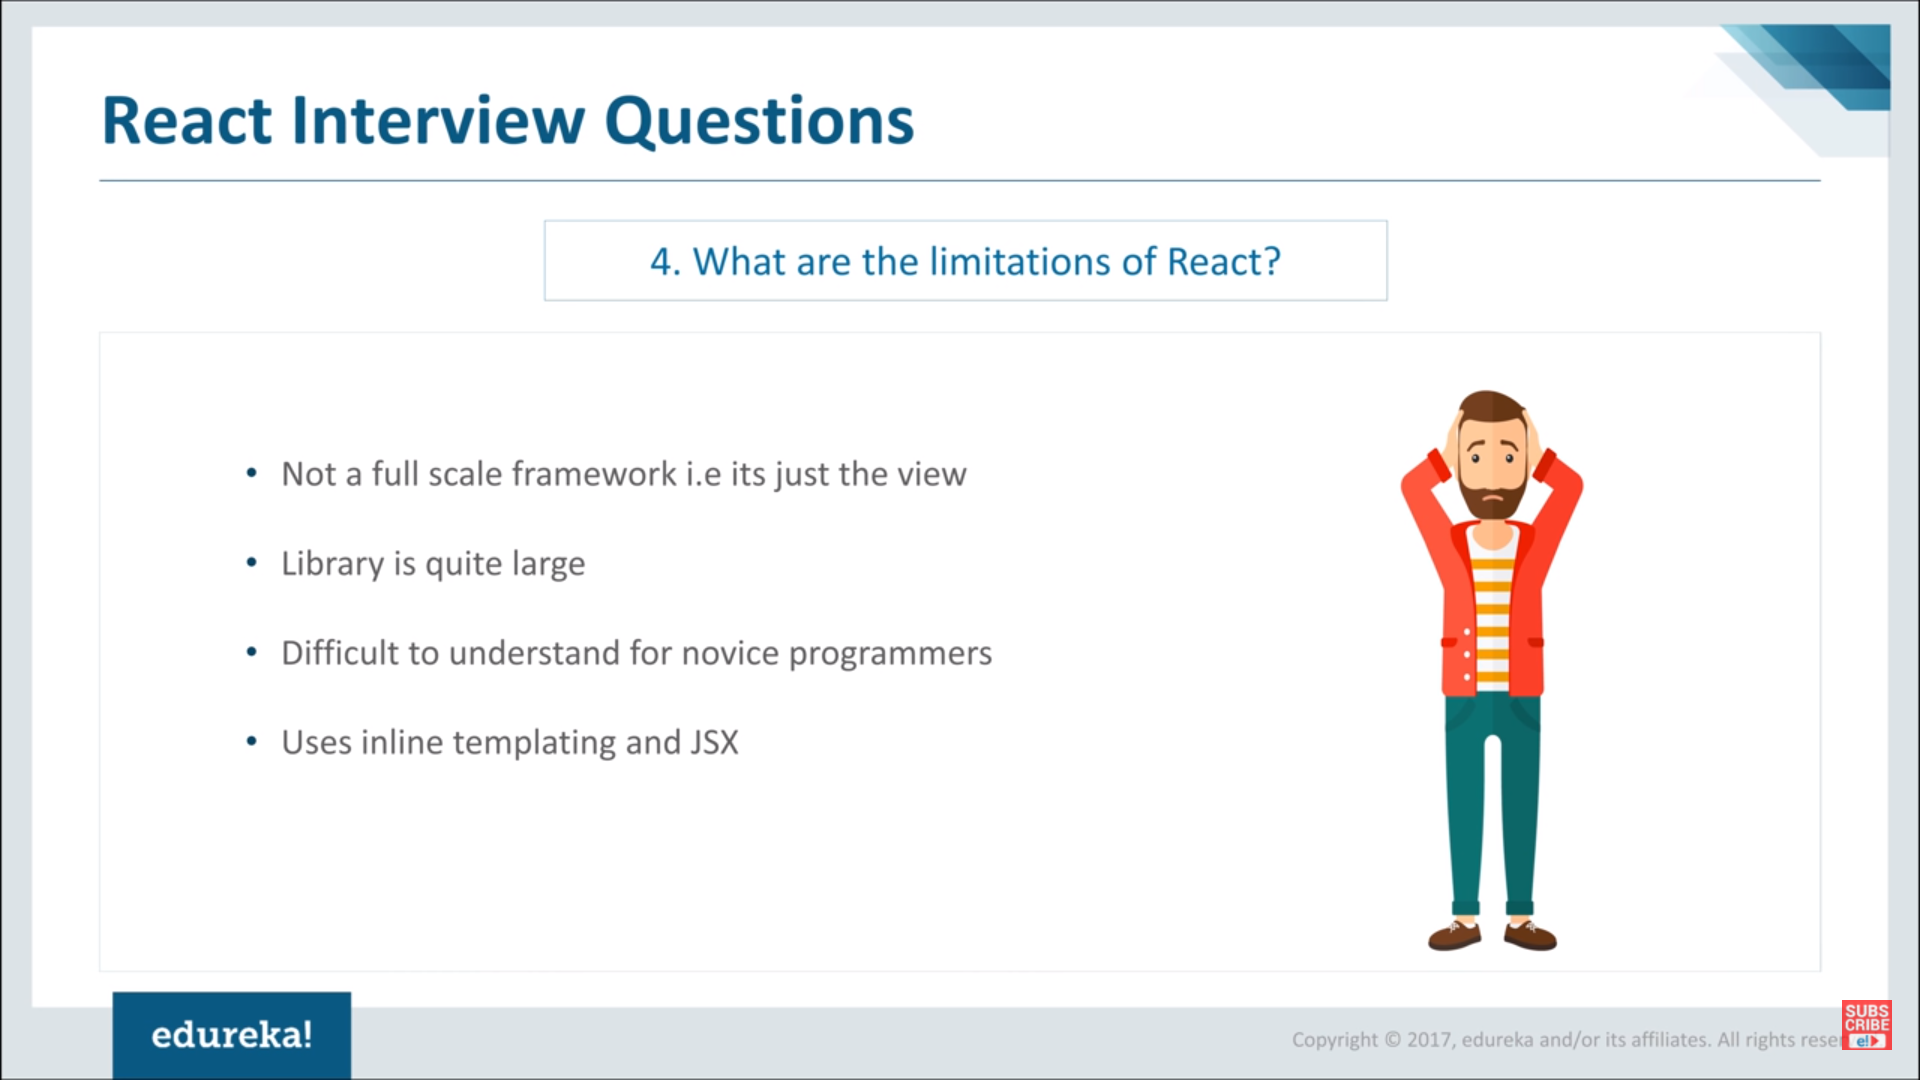 React Interview Questions
4. What are the limitations of React?
• Not a full scale framework i.e its just the view
• Library is quite large
• Difficult to understand for novice programmers
• Uses inline templating and JSX
edureka!
Copyright © 2017, edureka and/or its affiliates. All rights reser
SUBS
CRIBE
e!